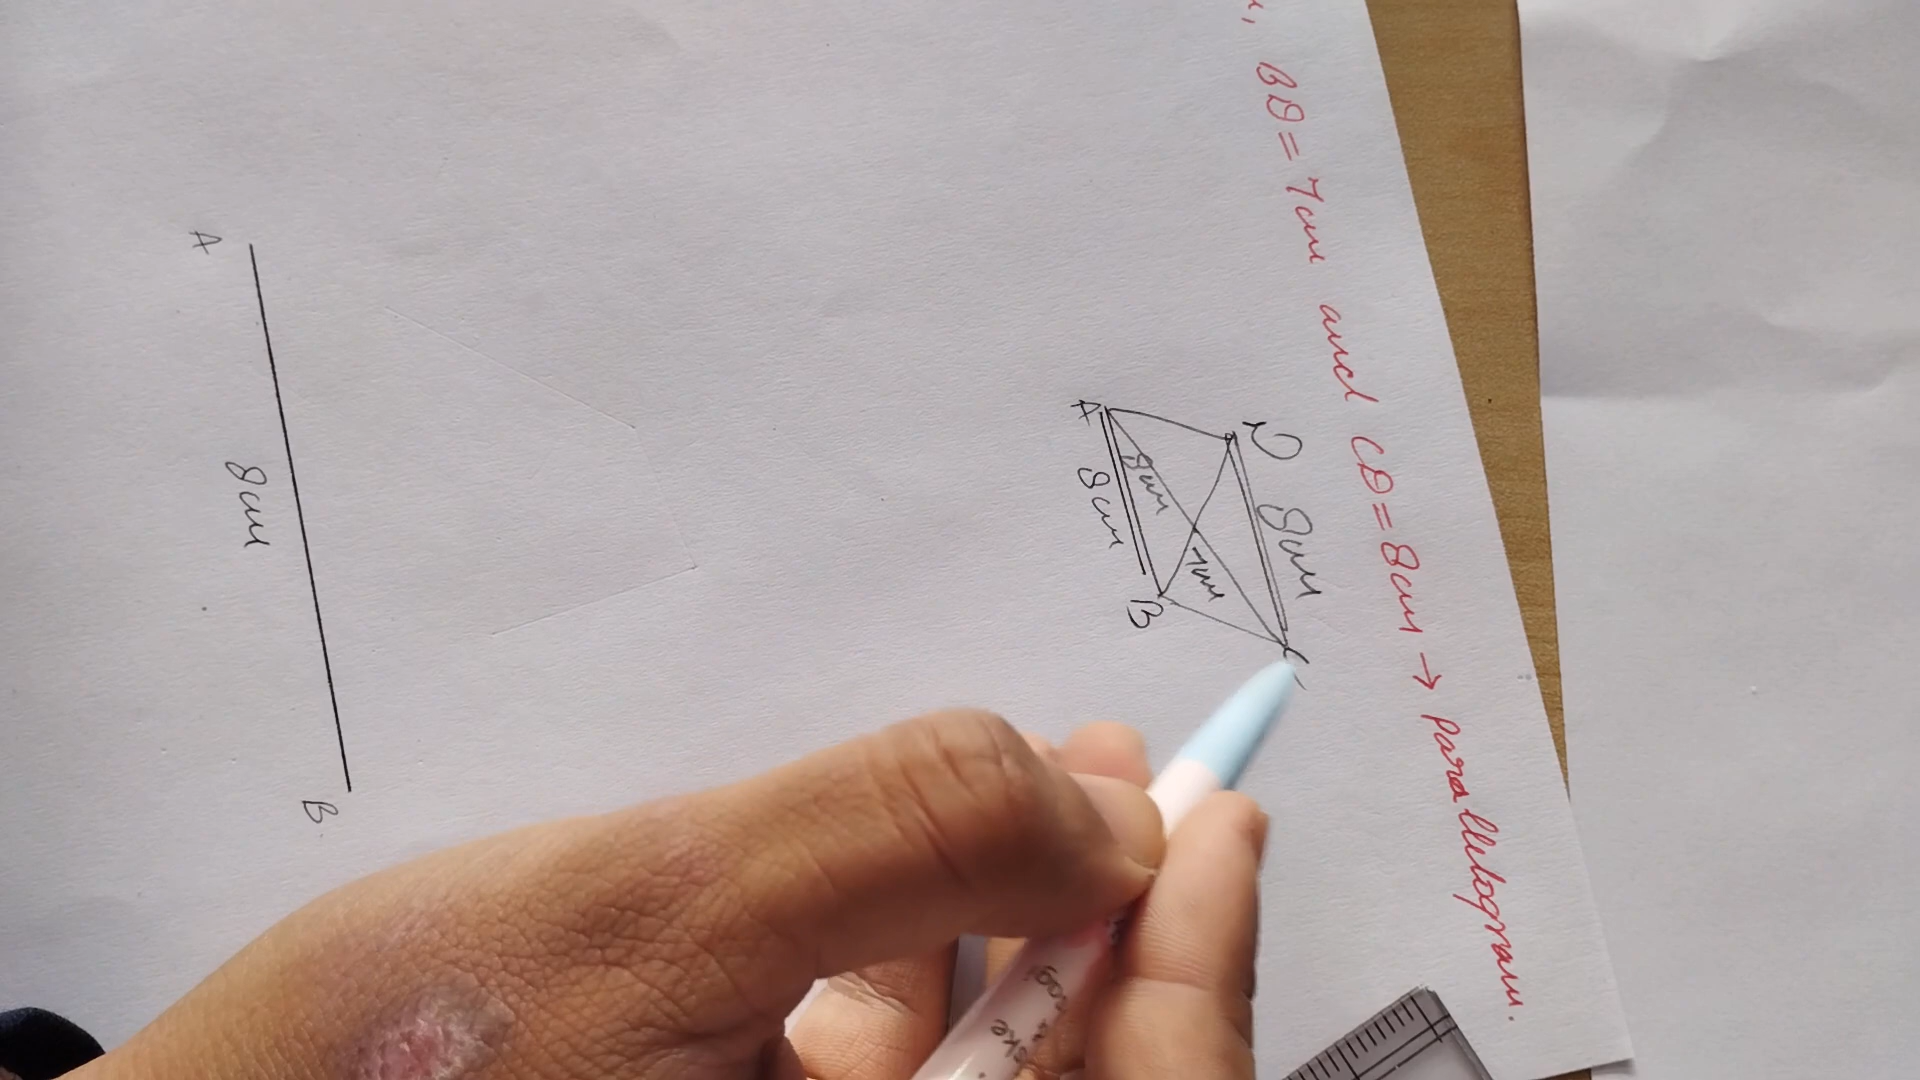 , BD = 7cm and CD = 8cm → Parallelogram.
D 8cm C
8cm 7cm
A 8cm B
A 8cm B